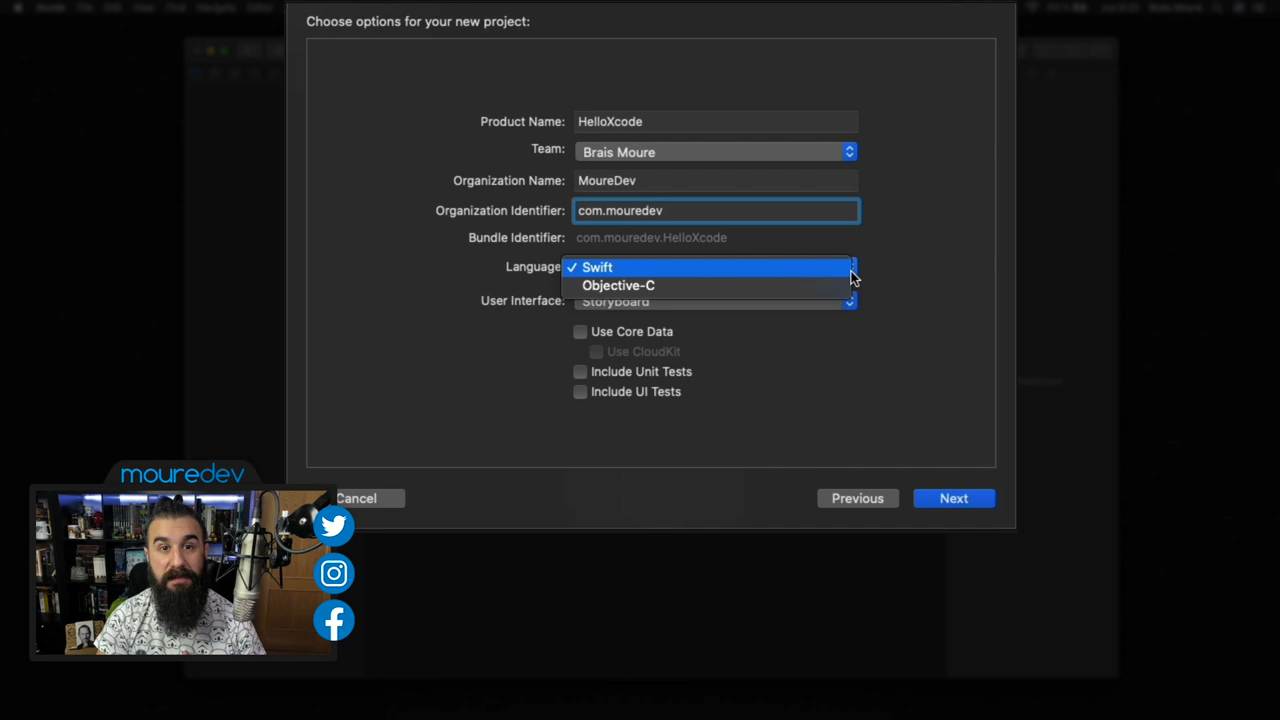 Choose options for your new project:
Product Name: HelloXcode
Team: Brais Moure
Organization Name: MoureDev
Organization Identifier: com.mouredev
Bundle Identifier: com.mouredev.HelloXcode
Language ✓ Swift
Objective-C
User Interface: Storyboard
Use Core Data
Use CloudKit
Include Unit Tests
Include UI Tests
Cancel
Previous
Next
mouredev